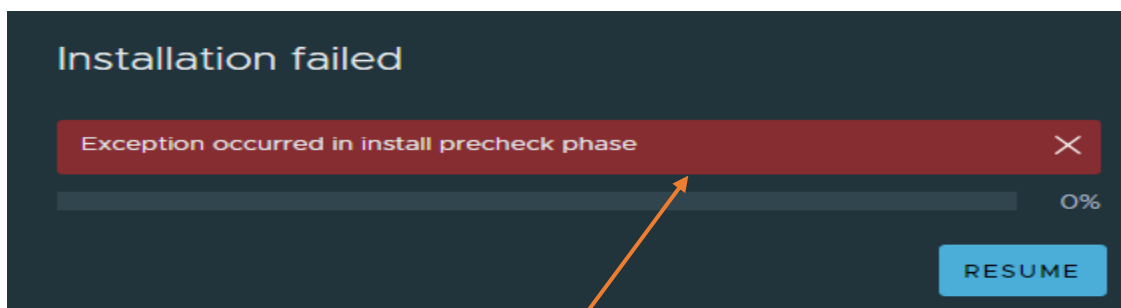 Installation failed
Exception occurred in install precheck phase
0%
RESUME